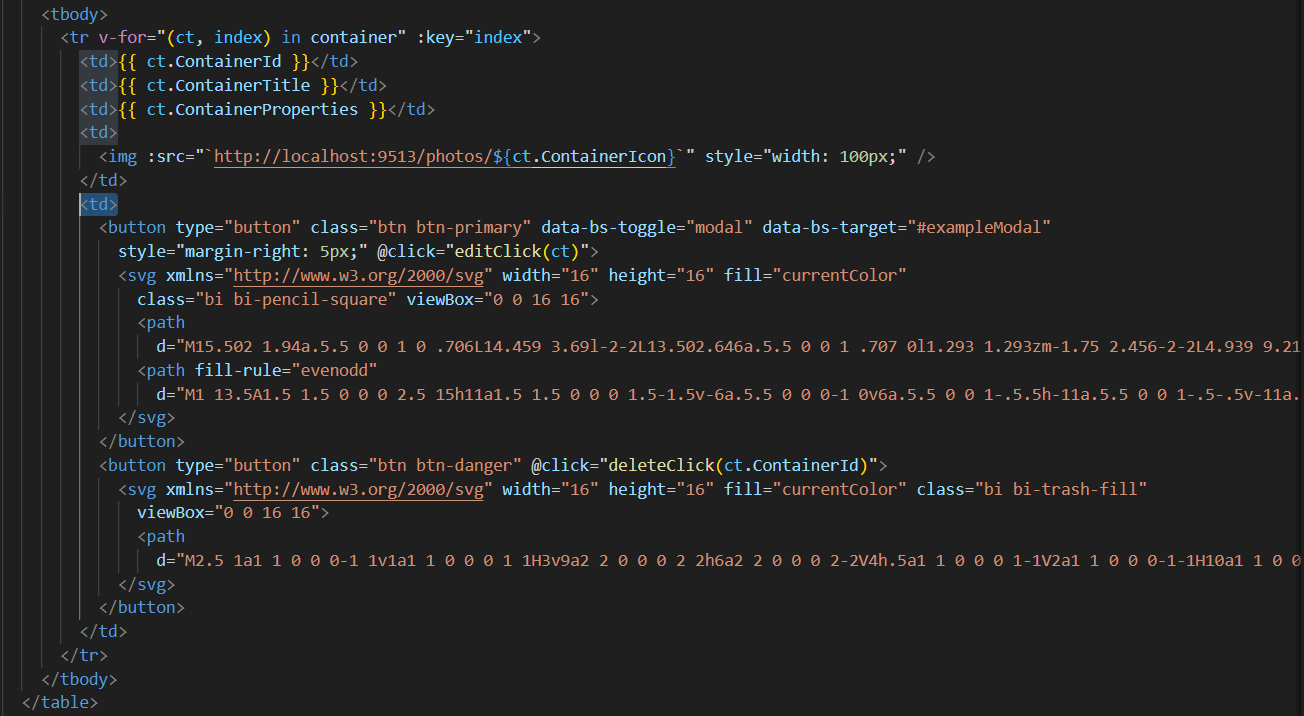 <tbody>
<tr v-for="(ct, index) in container" :key="index">
<td>{{ ct.ContainerId }}</td>
<td>{{ ct.ContainerTitle }}</td>
<td>{{ ct.ContainerProperties }}</td>
<td>
<img :src="`http://localhost:9513/photos/${ct.ContainerIcon}`" style="width: 100px;" />
</td>
<td>
<button type="button" class="btn btn-primary" data-bs-toggle="modal" data-bs-target="#exampleModal"
style="margin-right: 5px;" @click="editClick(ct)">
<svg xmlns="http://www.w3.org/2000/svg" width="16" height="16" fill="currentColor"
class="bi bi-pencil-square" viewBox="0 0 16 16">
<path
d="M15.502 1.94a.5.5 0 0 1 0 .706L14.459 3.69l-2-2L13.502.646a.5.5 0 0 1 .707 0l1.293 1.293zm-1.75 2.456-2-2L4.939 9.21
<path fill-rule="evenodd"
d="M1 13.5A1.5 1.5 0 0 0 2.5 15h11a1.5 1.5 0 0 0 1.5-1.5v-6a.5.5 0 0 0-1 0v6a.5.5 0 0 1-.5.5h-11a.5.5 0 0 1-.5-.5v-11a.
</svg>
</button>
<button type="button" class="btn btn-danger" @click="deleteClick(ct.ContainerId)">
<svg xmlns="http://www.w3.org/2000/svg" width="16" height="16" fill="currentColor" class="bi bi-trash-fill"
viewBox="0 0 16 16">
<path
d="M2.5 1a1 1 0 0 0-1 1v1a1 1 0 0 0 1 1H3v9a2 2 0 0 0 2 2h6a2 2 0 0 0 2-2V4h.5a1 1 0 0 0 1-1V2a1 1 0 0 0-1-1H10a1 1 0 0
</svg>
</button>
</td>
</tr>
</tbody>
</table>